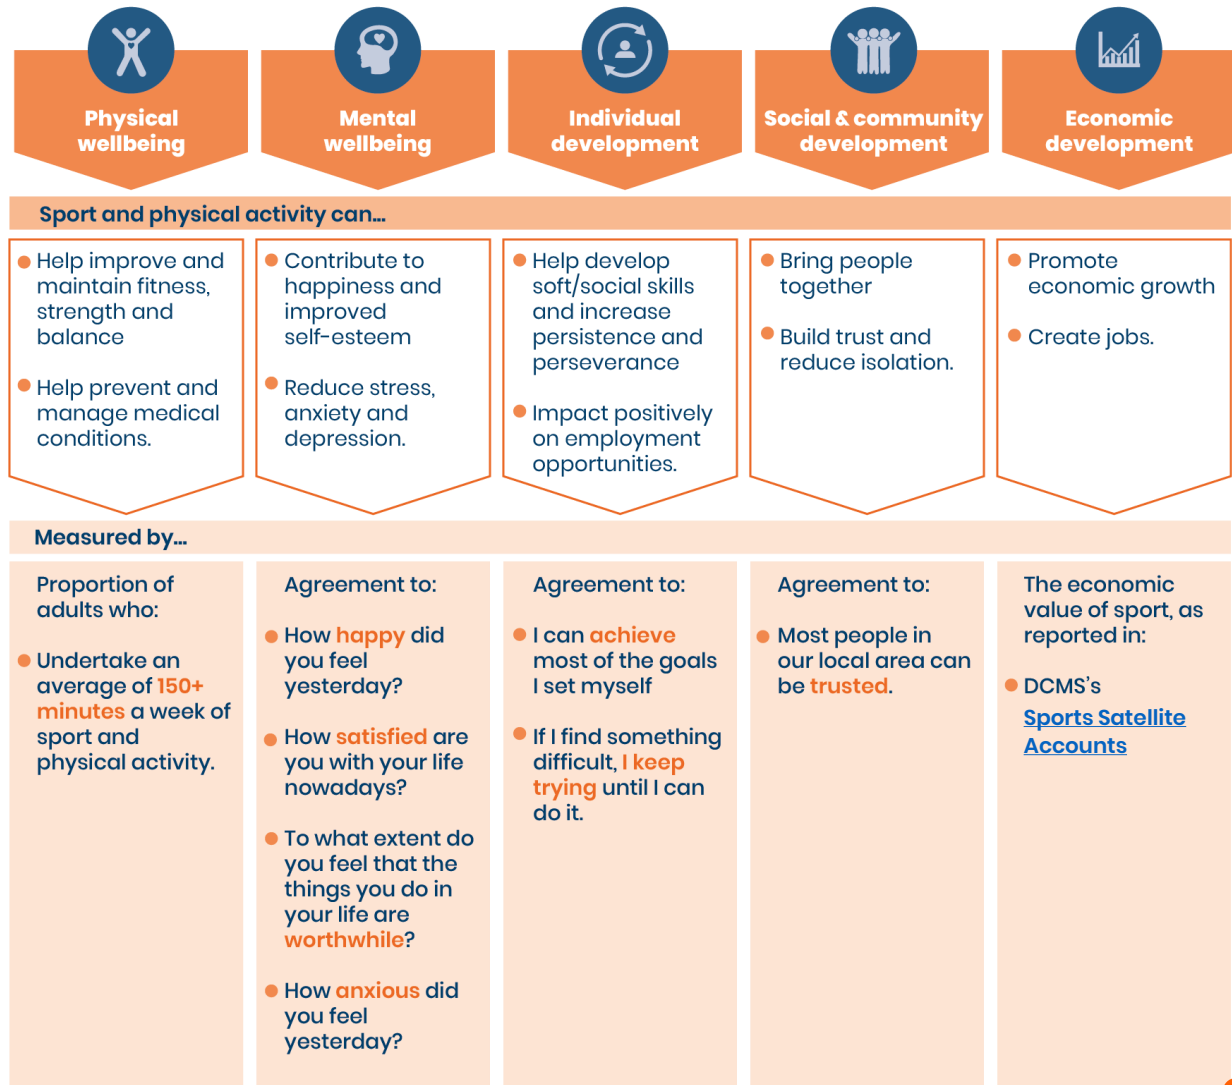 Physical
wellbeing
Mental
wellbeing
Individual
development
Social & community
development
Economic
development
Sport and physical activity can...
Help improve and
maintain fitness,
strength and
balance
Help prevent and
manage medical
conditions.
Contribute to
happiness and
improved
self-esteem
Reduce stress,
anxiety and
depression.
Help develop
soft/social skills
and increase
persistence and
perseverance
Impact positively
on employment
opportunities.
Bring people
together
Build trust and
reduce isolation.
Promote
economic growth
Create jobs.
Measured by...
Proportion of
adults who:
Undertake an
average of 150+
minutes a week of
sport and
physical activity.
Agreement to:
How happy did
you feel
yesterday?
How satisfied are
you with your life
nowadays?
To what extent do
you feel that the
things you do in
your life are
worthwhile?
How anxious did
you feel
yesterday?
Agreement to:
I can achieve
most of the goals
I set myself
If I find something
difficult, I keep
trying until I can
do it.
Agreement to:
Most people in
our local area can
be trusted.
The economic
value of sport, as
reported in:
DCMS's
Sports Satellite
Accounts